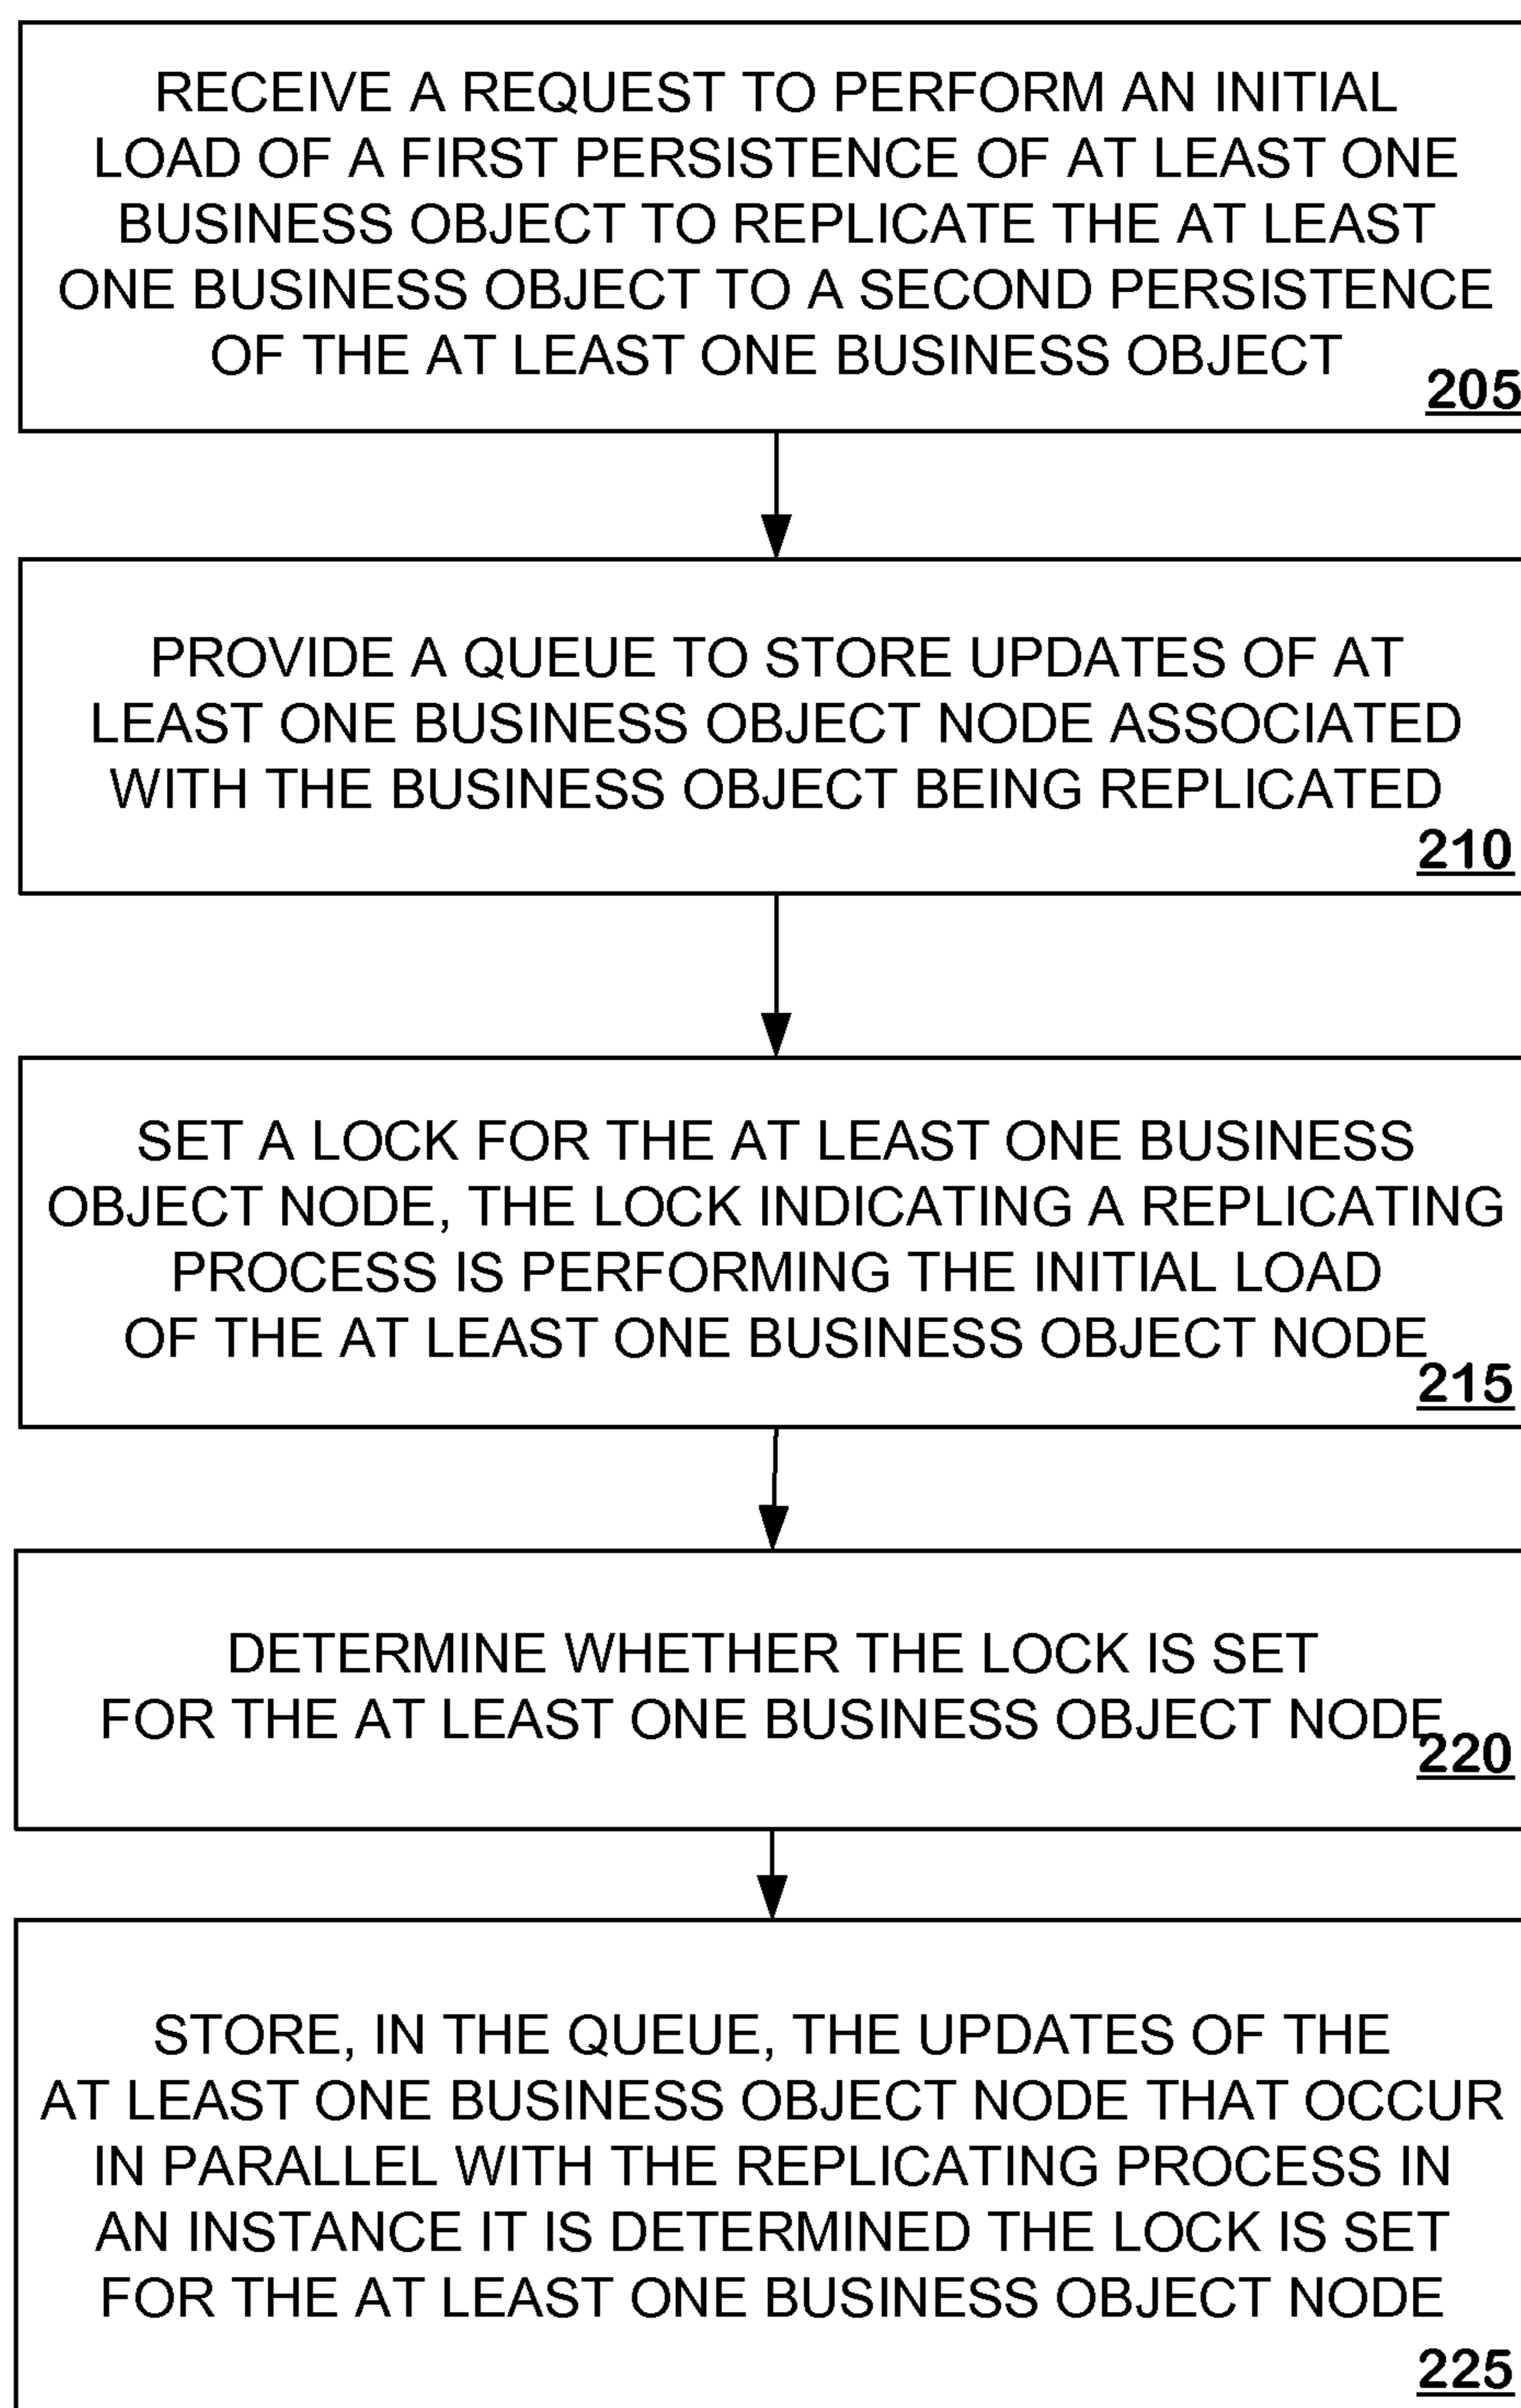 RECEIVE A REQUEST TO PERFORM AN INITIAL
LOAD OF A FIRST PERSISTENCE OF AT LEAST ONE
BUSINESS OBJECT TO REPLICATE THE AT LEAST
ONE BUSINESS OBJECT TO A SECOND PERSISTENCE
OF THE AT LEAST ONE BUSINESS OBJECT
205
PROVIDE A QUEUE TO STORE UPDATES OF AT
LEAST ONE BUSINESS OBJECT NODE ASSOCIATED
WITH THE BUSINESS OBJECT BEING REPLICATED
210
SET A LOCK FOR THE AT LEAST ONE BUSINESS
OBJECT NODE, THE LOCK INDICATING A REPLICATING
PROCESS IS PERFORMING THE INITIAL LOAD
OF THE AT LEAST ONE BUSINESS OBJECT NODE
215
DETERMINE WHETHER THE LOCK IS SET
FOR THE AT LEAST ONE BUSINESS OBJECT NODE
220
STORE, IN THE QUEUE, THE UPDATES OF THE
AT LEAST ONE BUSINESS OBJECT NODE THAT OCCUR
IN PARALLEL WITH THE REPLICATING PROCESS IN
AN INSTANCE IT IS DETERMINED THE LOCK IS SET
FOR THE AT LEAST ONE BUSINESS OBJECT NODE
225